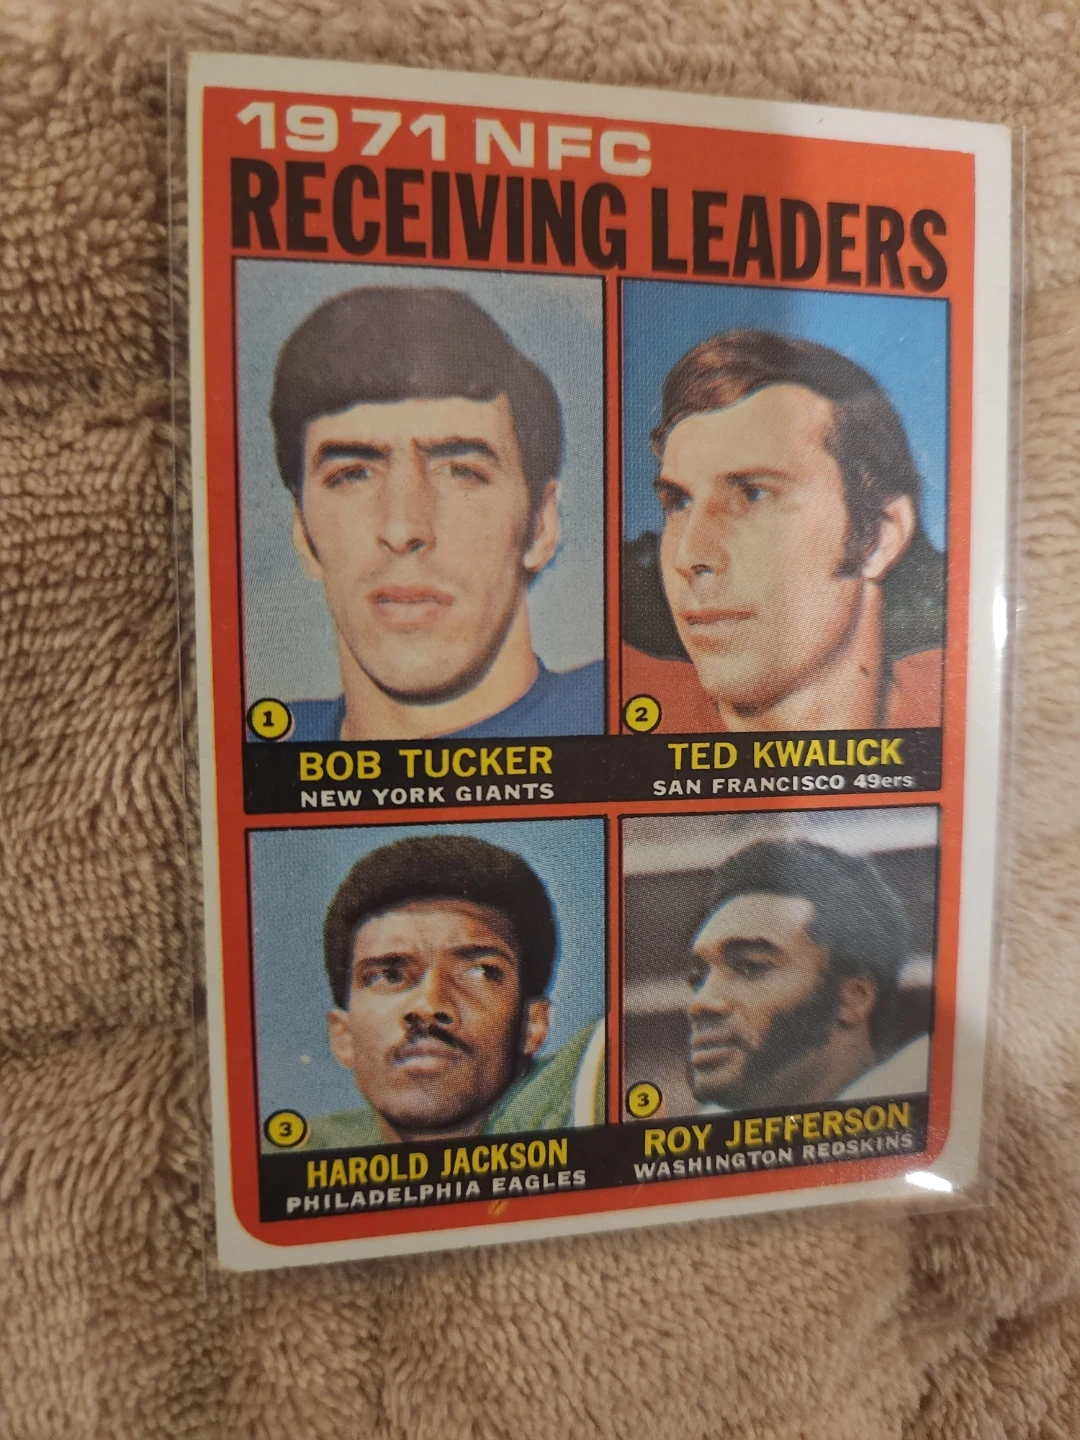 1971 NFC
RECEIVING LEADERS
1
BOB TUCKER
NEW YORK GIANTS
2
TED KWALICK
SAN FRANCISCO 49ers
3
HAROLD JACKSON
PHILADELPHIA EAGLES
3
ROY JEFFERSON
WASHINGTON REDSKINS